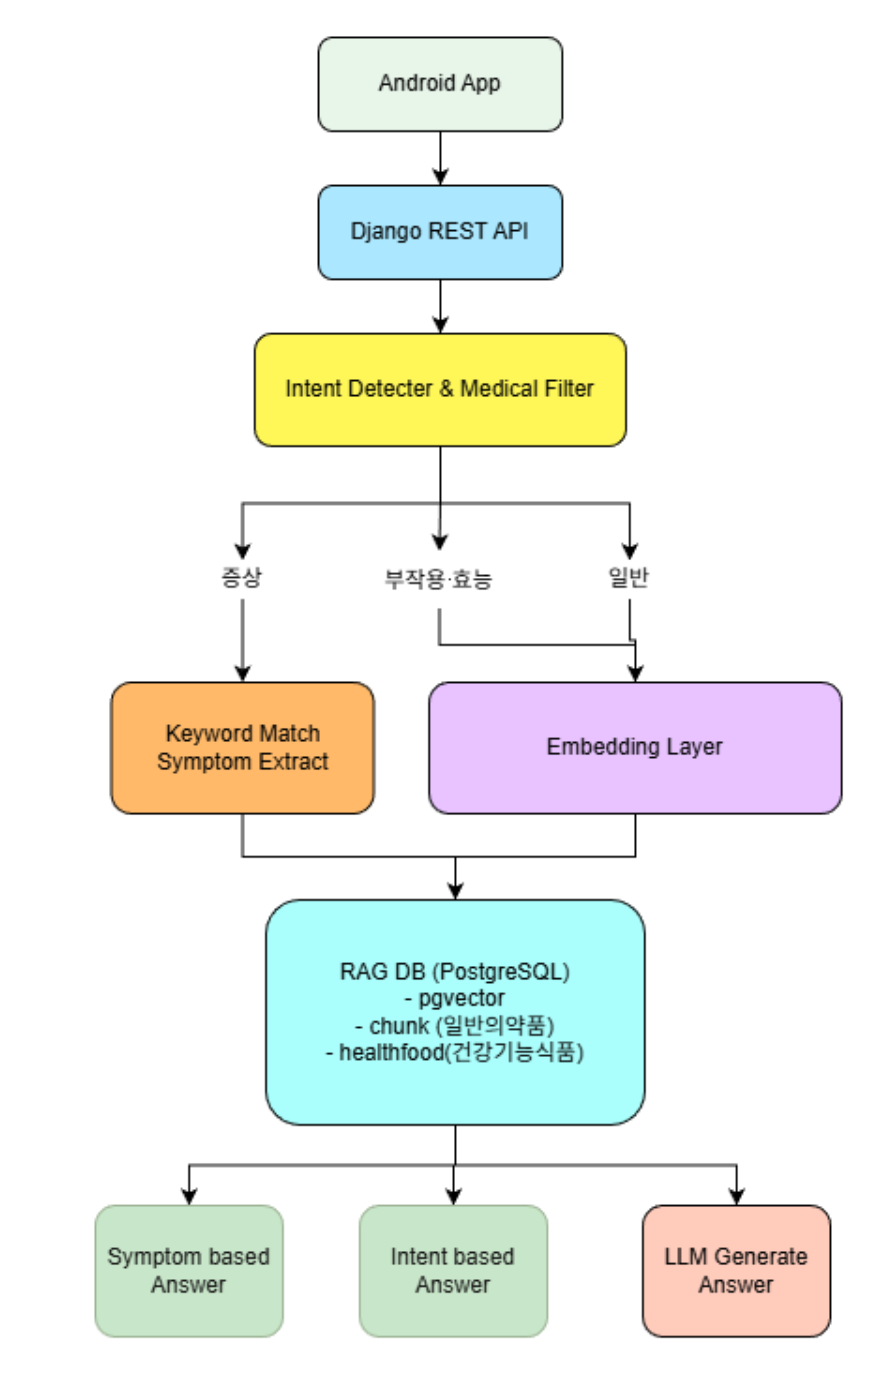 Android App
Django REST API
Intent Detecter & Medical Filter
증상
부작용·효능
일반
Keyword Match
Symptom Extract
Embedding Layer
RAG DB (PostgreSQL)
- pgvector
- chunk (일반의약품)
- healthfood(건강기능식품)
Symptom based
Answer
Intent based
Answer
LLM Generate
Answer